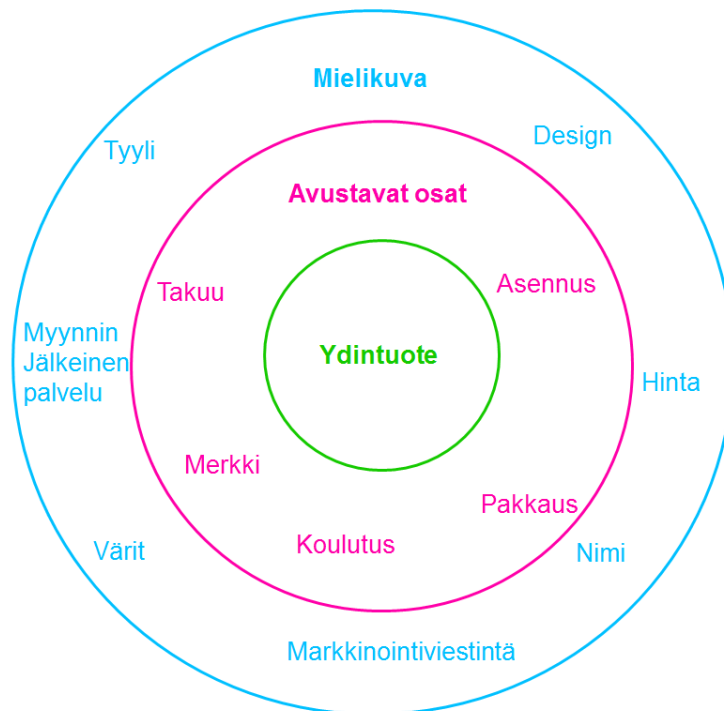 Mielikuva
Tyyli
Design
Avustavat osat
Takuu
Asennus
Myynnin
Jälkeinen
palvelu
Ydintuote
Hinta
Merkki
Pakkaus
Koulutus
Värit
Nimi
Markkinointiviestintä